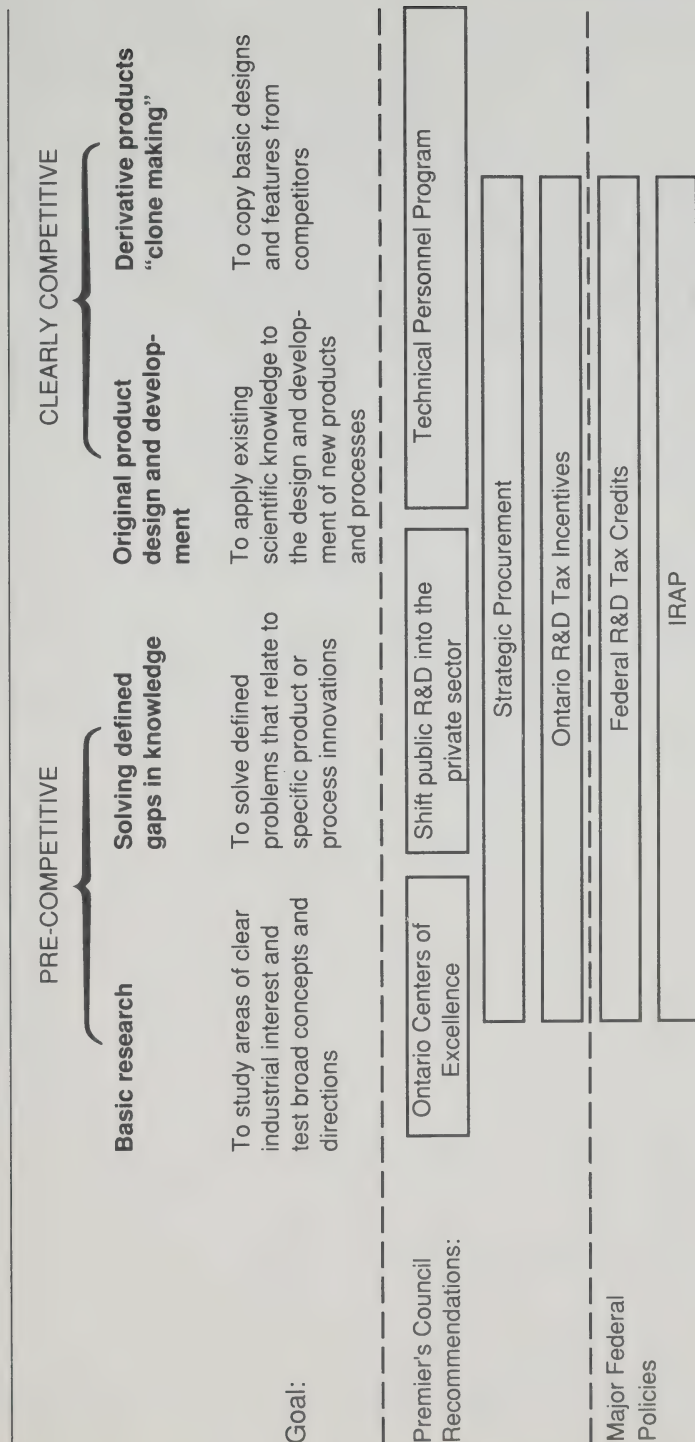 PRE-COMPETITIVE
CLEARLY COMPETITIVE
Basic research
Solving defined
gaps in knowledge
Original product
design and develop-
ment
Derivative products
“clone making”
Goal:
To study areas of clear
industrial interest and
test broad concepts and
directions
To solve defined
problems that relate to
specific product or
process innovations
To apply existing
scientific knowledge to
the design and develop-
ment of new products
and processes
To copy basic designs
and features from
competitors
Premier's Council
Recommendations:
Ontario Centers of
Excellence
Shift public R&D into the
private sector
Technical Personnel Program
Strategic Procurement
Ontario R&D Tax Incentives
Major Federal
Policies
Federal R&D Tax Credits
IRAP